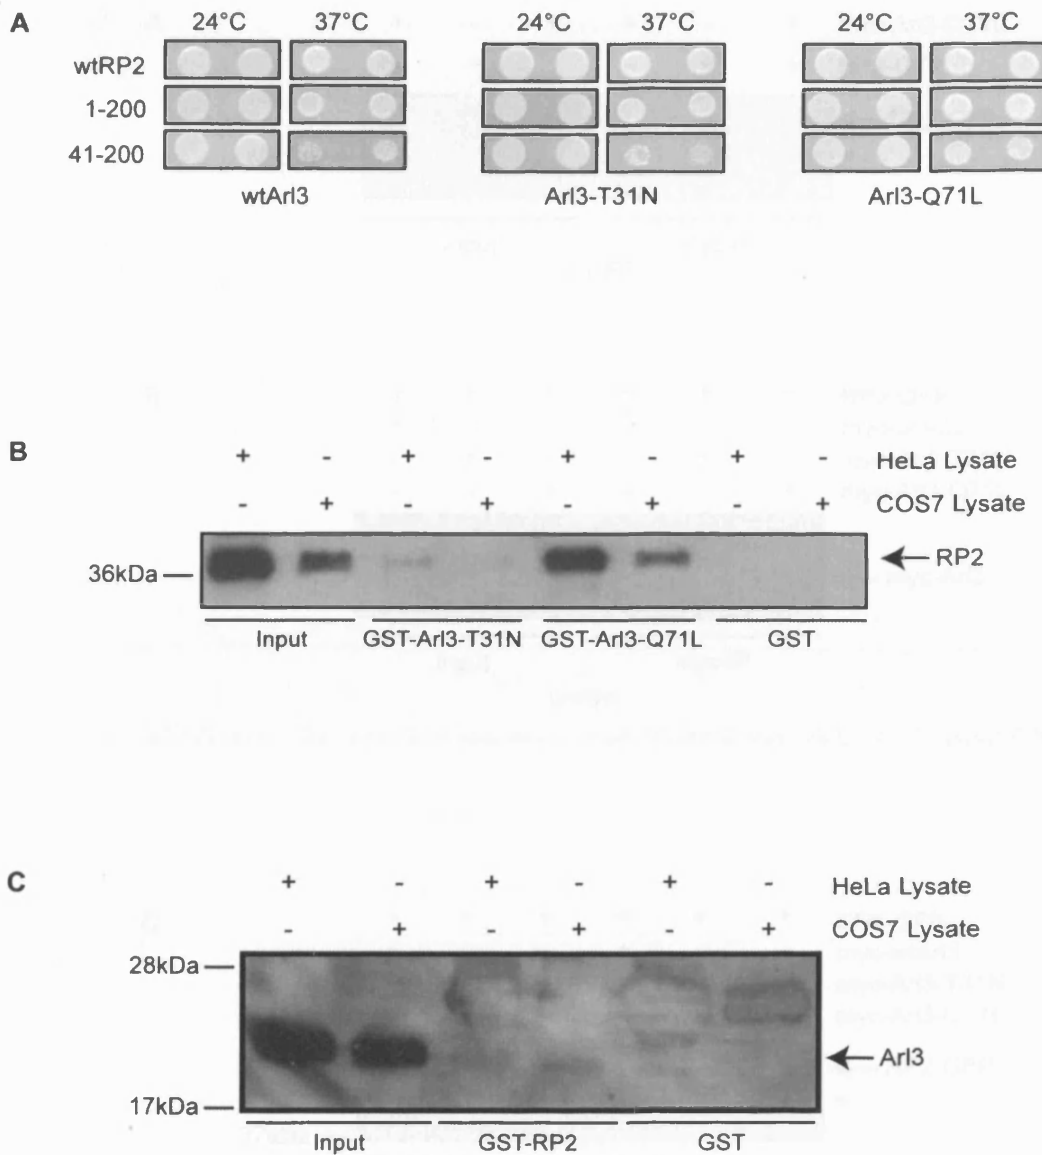 A
24°C 37°C 24°C 37°C 24°C 37°C
wtRP2
1-200
41-200
wtArl3 Arl3-T31N Arl3-Q71L
B
+ - + - + - + - HeLa Lysate
- + - + - + - + COS7 Lysate
36kDa RP2
Input GST-Arl3-T31N GST-Arl3-Q71L GST
C
+ - + - + - HeLa Lysate
- + - + - + COS7 Lysate
28kDa
Arl3
17kDa
Input GST-RP2 GST